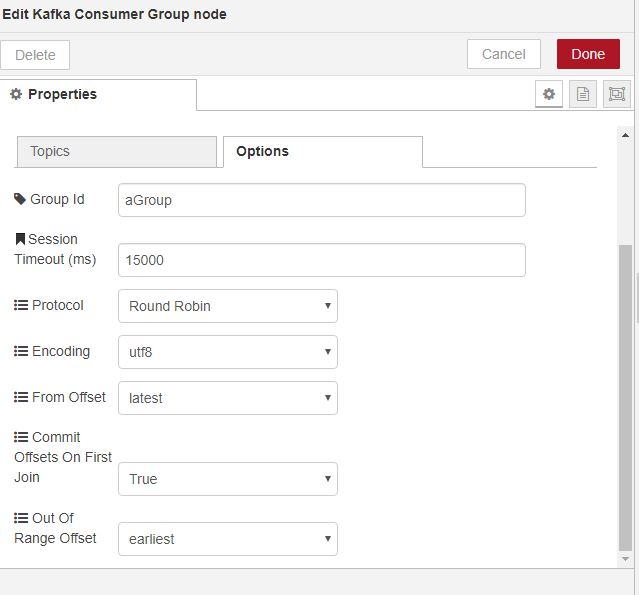 Edit Kafka Consumer Group node
Delete
Cancel
Done
Properties
Topics
Options
Group Id
aGroup
Session
Timeout (ms)
15000
Protocol
Round Robin
Encoding
utf8
From Offset
latest
Commit
Offsets On First
Join
True
Out Of
Range Offset
earliest